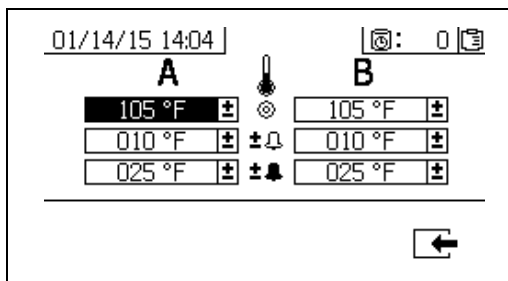 01/14/15 14:04 : 0
A B
105 °F ± 105 °F ±
010 °F ± ± 010 °F ±
025 °F ± ± 025 °F ±